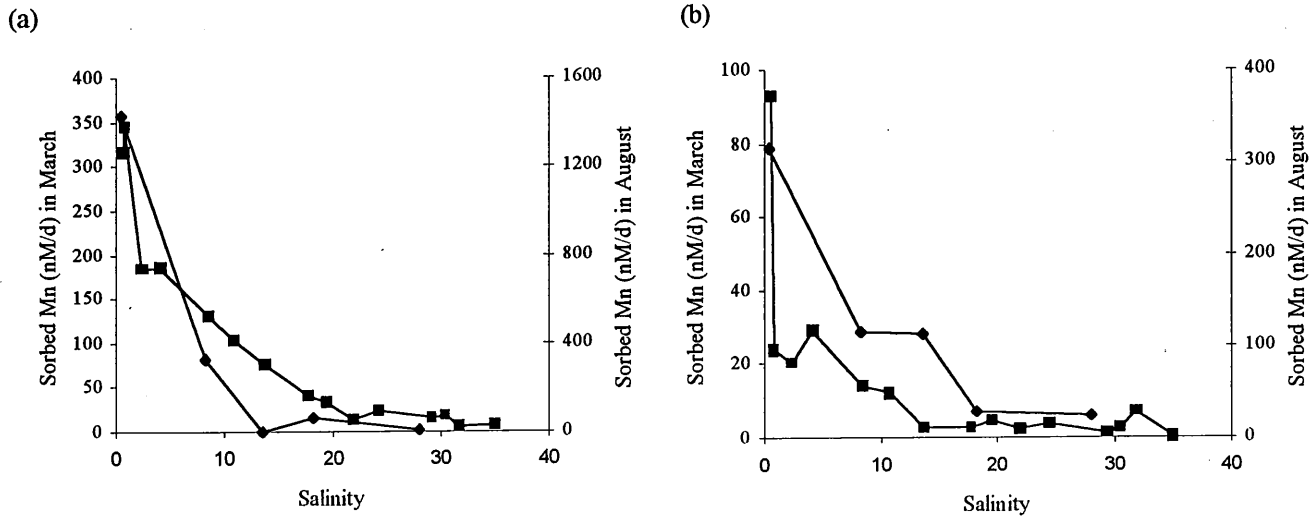 (a)
Sorbed Mn (nM/d) in March
400
350
300
250
200
150
100
50
0
1600
1200
800
400
0
Sorbed Mn (nM/d) in August
0 10 20 30 40
Salinity
(b)
Sorbed Mn (nM/d) in March
100
80
60
40
20
0
400
300
200
100
0
Sorbed Mn (nM/d) in August
0 10 20 30 40
Salinity